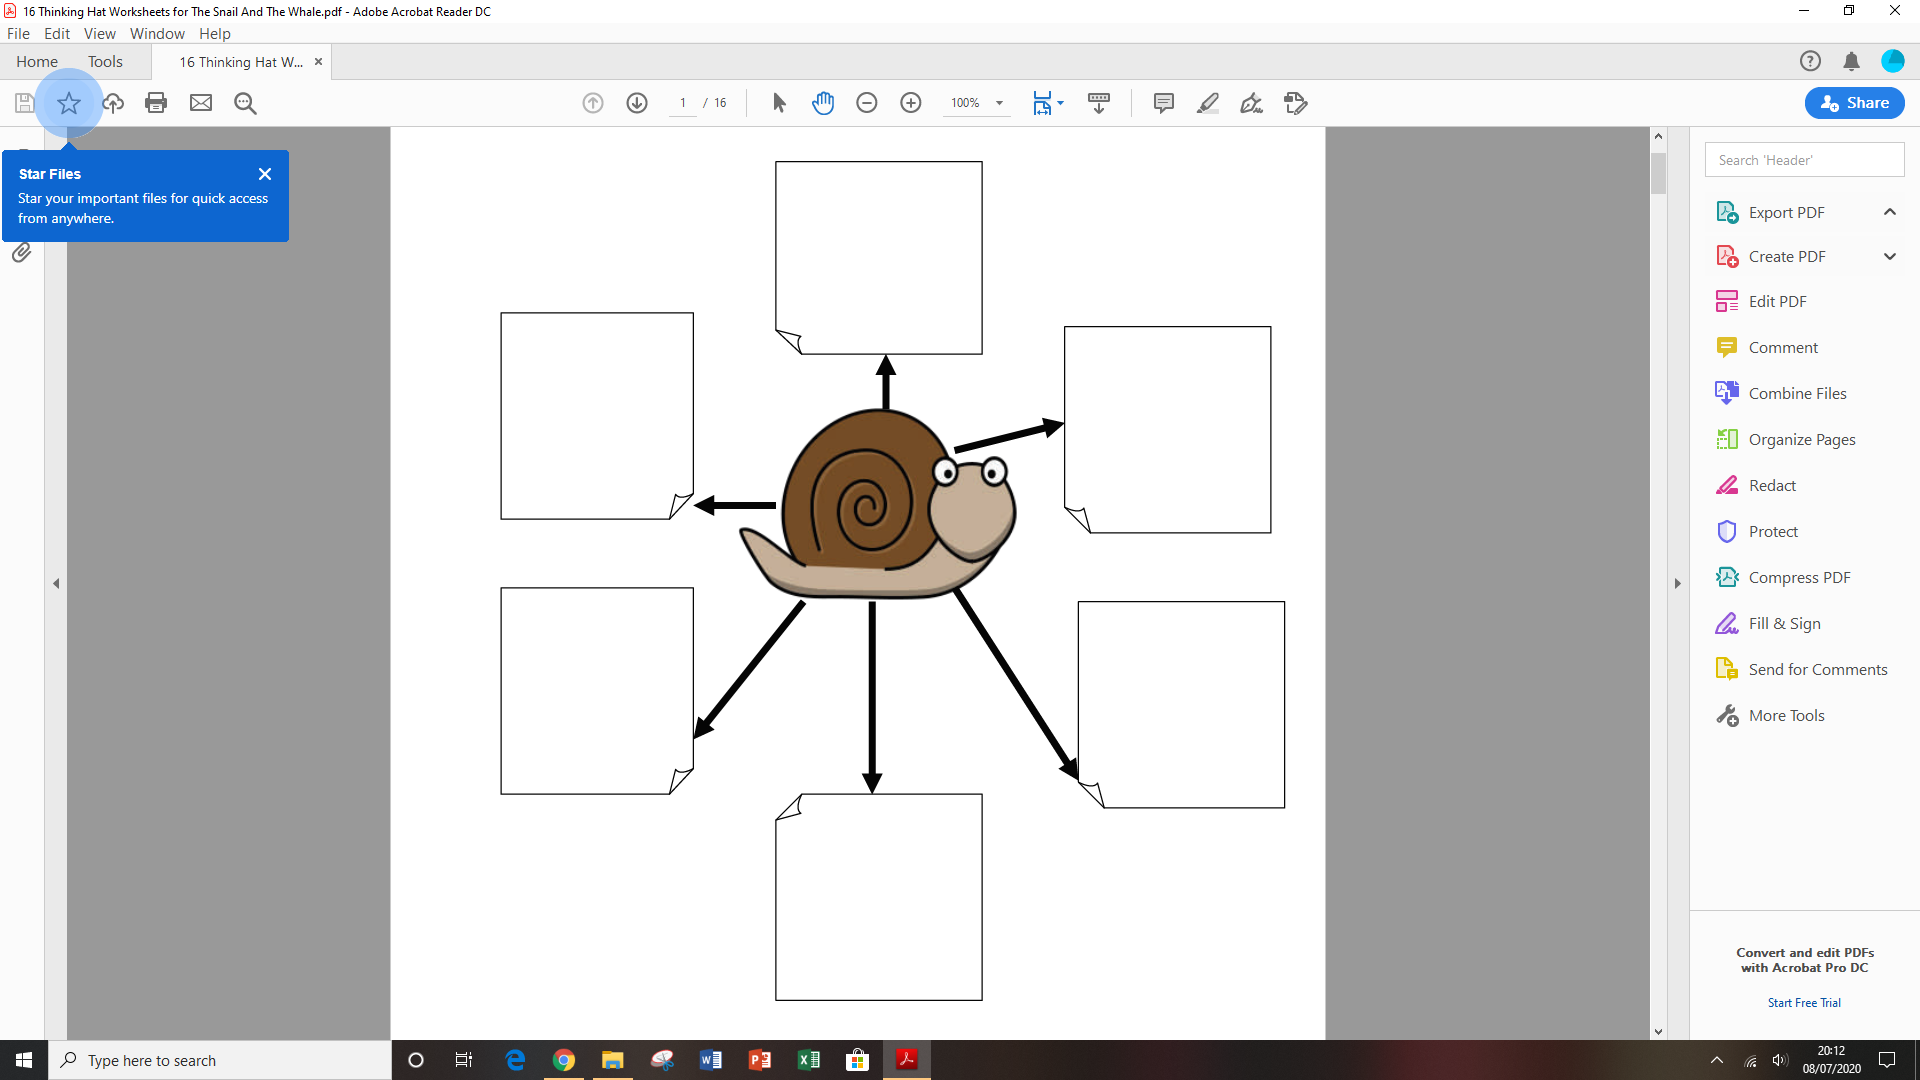 16 Thinking Hat Worksheets for The Snail And The Whale.pdf - Adobe Acrobat Reader DC
File Edit View Window Help
Home Tools 16 Thinking Hat W... ×
1 / 16 100% Share
Star Files
Star your important files for quick access
from anywhere.
Search 'Header'
Export PDF
Create PDF
Edit PDF
Comment
Combine Files
Organize Pages
Redact
Protect
Compress PDF
Fill & Sign
Send for Comments
More Tools
Convert and edit PDFs
with Acrobat Pro DC
Start Free Trial
Type here to search
20:12
08/07/2020